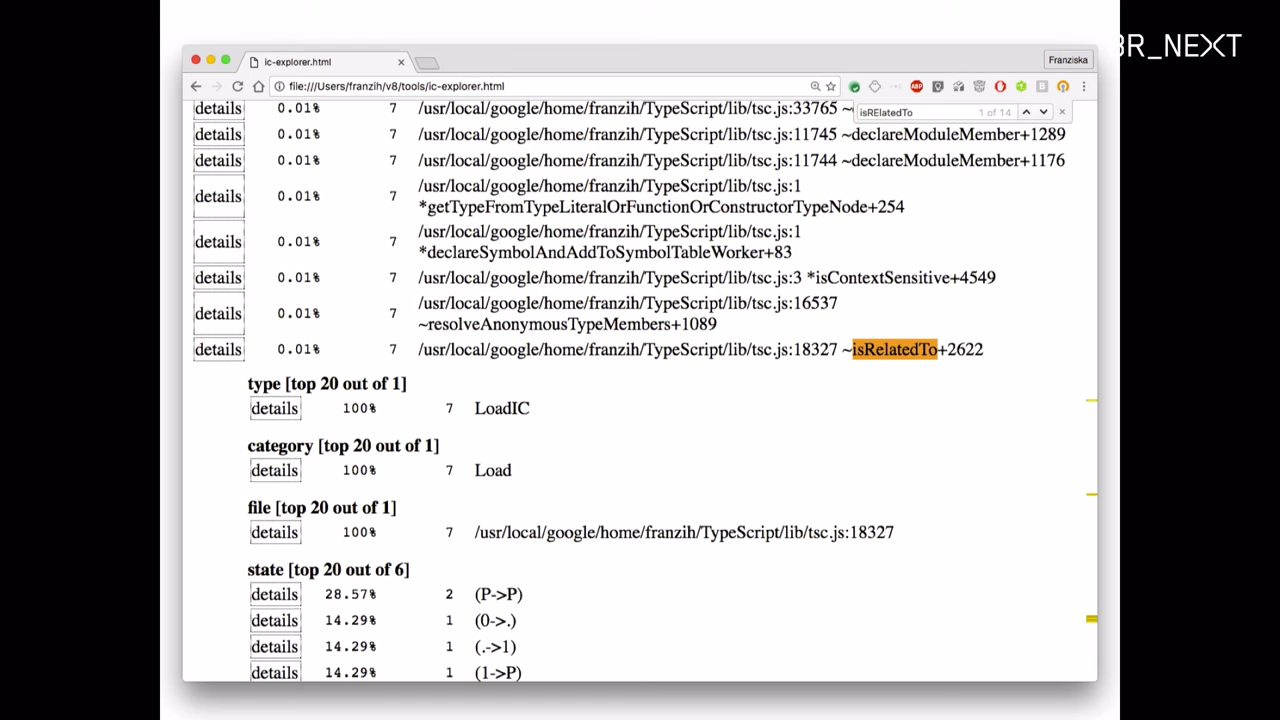 BR_NEXT
ic-explorer.html
Franziska
file:///Users/franzih/v8/tools/ic-explorer.html
isRElatedTo 1 of 14
details 0.01% 7 /usr/local/google/home/franzih/TypeScript/lib/tsc.js:33765 ~
details 0.01% 7 /usr/local/google/home/franzih/TypeScript/lib/tsc.js:11745 ~declareModuleMember+1289
details 0.01% 7 /usr/local/google/home/franzih/TypeScript/lib/tsc.js:11744 ~declareModuleMember+1176
details 0.01% 7 /usr/local/google/home/franzih/TypeScript/lib/tsc.js:1
*getTypeFromTypeLiteralOrFunctionOrConstructorTypeNode+254
details 0.01% 7 /usr/local/google/home/franzih/TypeScript/lib/tsc.js:1
*declareSymbolAndAddToSymbolTableWorker+83
details 0.01% 7 /usr/local/google/home/franzih/TypeScript/lib/tsc.js:3 *isContextSensitive+4549
details 0.01% 7 /usr/local/google/home/franzih/TypeScript/lib/tsc.js:16537
~resolveAnonymousTypeMembers+1089
details 0.01% 7 /usr/local/google/home/franzih/TypeScript/lib/tsc.js:18327 ~isRelatedTo+2622
type [top 20 out of 1]
details 100% 7 LoadIC
category [top 20 out of 1]
details 100% 7 Load
file [top 20 out of 1]
details 100% 7 /usr/local/google/home/franzih/TypeScript/lib/tsc.js:18327
state [top 20 out of 6]
details 28.57% 2 (P->P)
details 14.29% 1 (0->.)
details 14.29% 1 (.->1)
details 14.29% 1 (1->P)